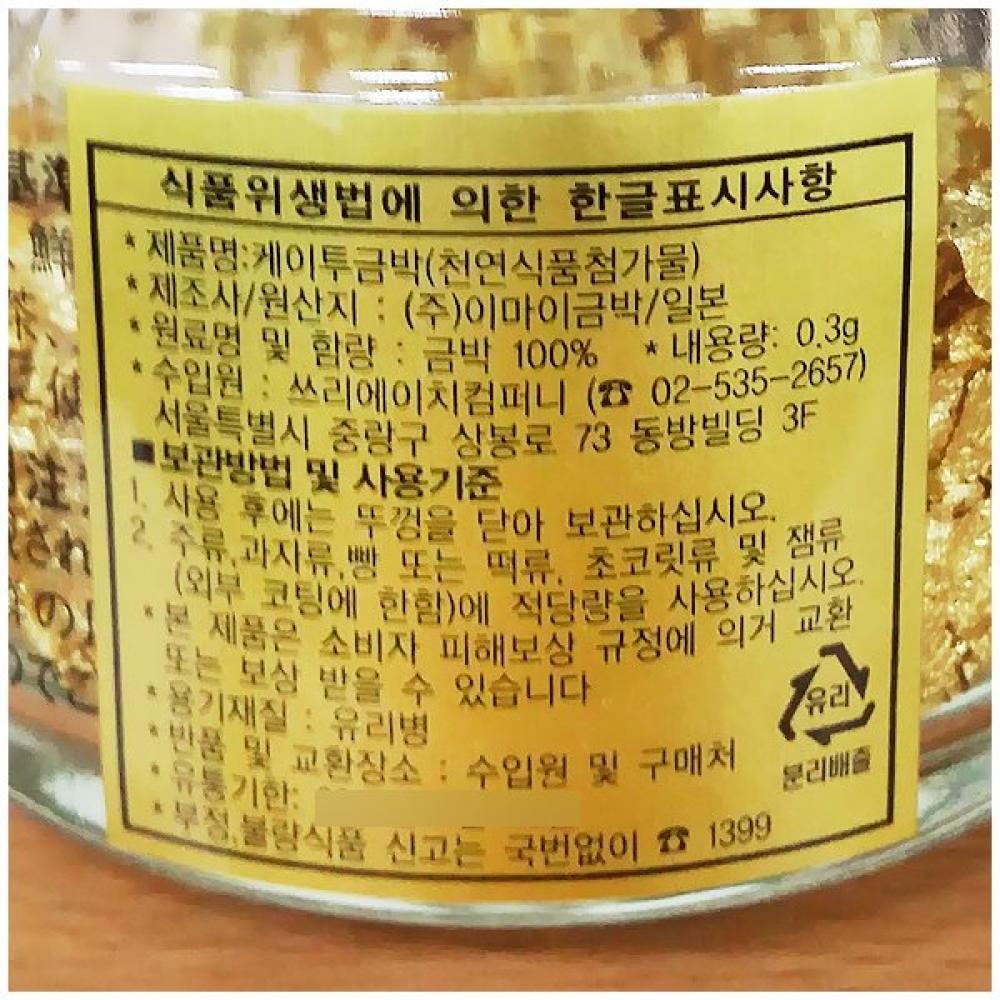 식품위생법에 의한 한글표시사항
* 제품명:케이투금박(천연식품첨가물)
* 제조사/원산지 : (주)이마이금박/일본
* 원료명 및 함량 : 금박 100% * 내용량: 0.3g
* 수입원 : 쓰리에이치컴퍼니 (☎ 02-535-2657)
서울특별시 중랑구 상봉로 73 동방빌딩 3F
■보관방법 및 사용기준
1. 사용 후에는 뚜껑을 닫아 보관하십시오.
2. 주류,과자류,빵 또는 떡류, 초코릿류 및 잼류
(외부 코팅에 한함)에 적당량을 사용하십시오.
* 본 제품은 소비자 피해보상 규정에 의거 교환
또는 보상 받을 수 있습니다
* 용기재질 : 유리병
* 반품 및 교환장소 : 수입원 및 구매처
* 유통기한:
* 부정,불량식품 신고는 국번없이 ☎ 1399
유리
분리배출